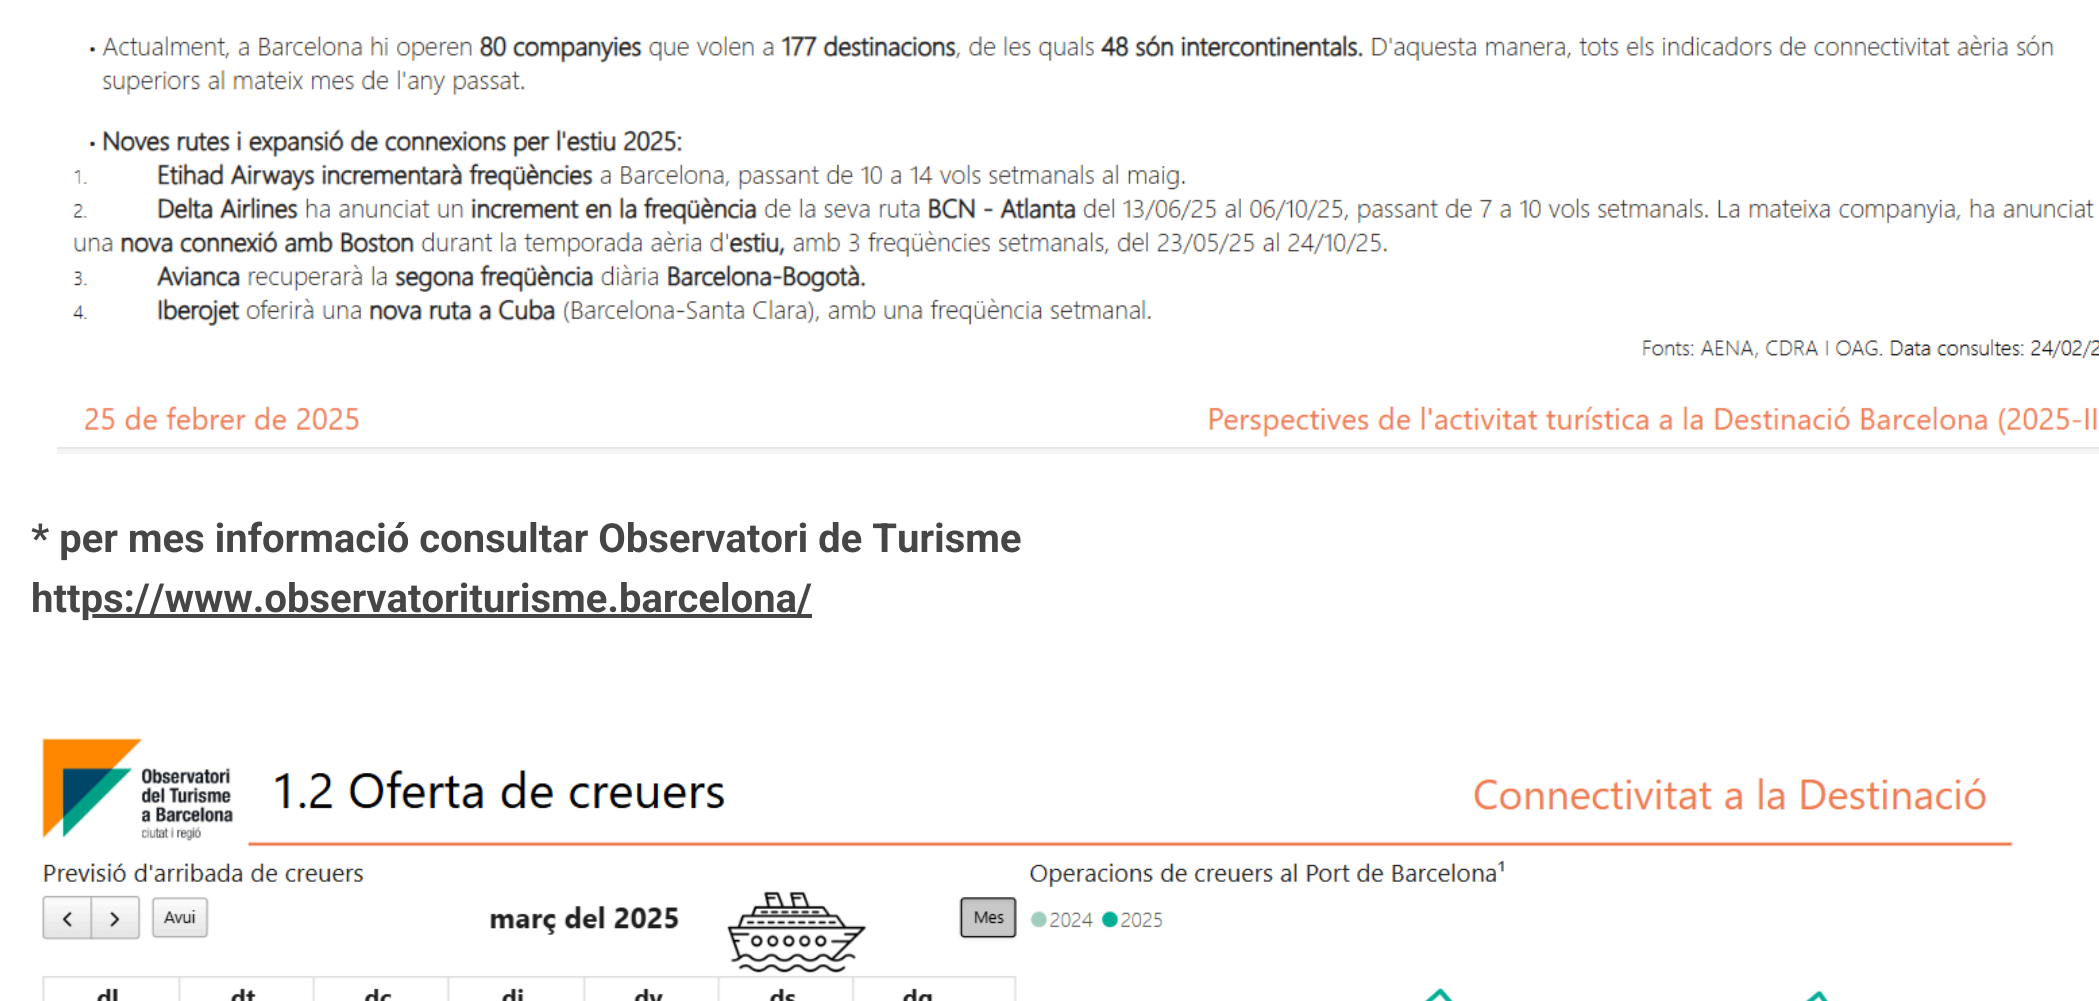 • Actualment, a Barcelona hi operen 80 companyies que volen a 177 destinacions, de les quals 48 són intercontinentals. D'aquesta manera, tots els indicadors de connectivitat aèria són
superiors al mateix mes de l'any passat.
• Noves rutes i expansió de connexions per l'estiu 2025:
1. Etihad Airways incrementarà freqüències a Barcelona, passant de 10 a 14 vols setmanals al maig.
2. Delta Airlines ha anunciat un increment en la freqüència de la seva ruta BCN - Atlanta del 13/06/25 al 06/10/25, passant de 7 a 10 vols setmanals. La mateixa companyia, ha anunciat
una nova connexió amb Boston durant la temporada aèria d'estiu, amb 3 freqüències setmanals, del 23/05/25 al 24/10/25.
3. Avianca recuperarà la segona freqüència diària Barcelona-Bogotà.
4. Iberojet oferirà una nova ruta a Cuba (Barcelona-Santa Clara), amb una freqüència setmanal.
Fonts: AENA, CDRA I OAG. Data consultes: 24/02/2
25 de febrer de 2025
Perspectives de l'activitat turística a la Destinació Barcelona (2025-II
* per mes informació consultar Observatori de Turisme
https://www.observatoriturisme.barcelona/
Observatori
del Turisme
a Barcelona
ciutat i regió
1.2 Oferta de creuers
Connectivitat a la Destinació
Previsió d'arribada de creuers
Operacions de creuers al Port de Barcelona¹
< > Avui
març del 2025
Mes
2024 2025
dl dt dc dj dv ds dg